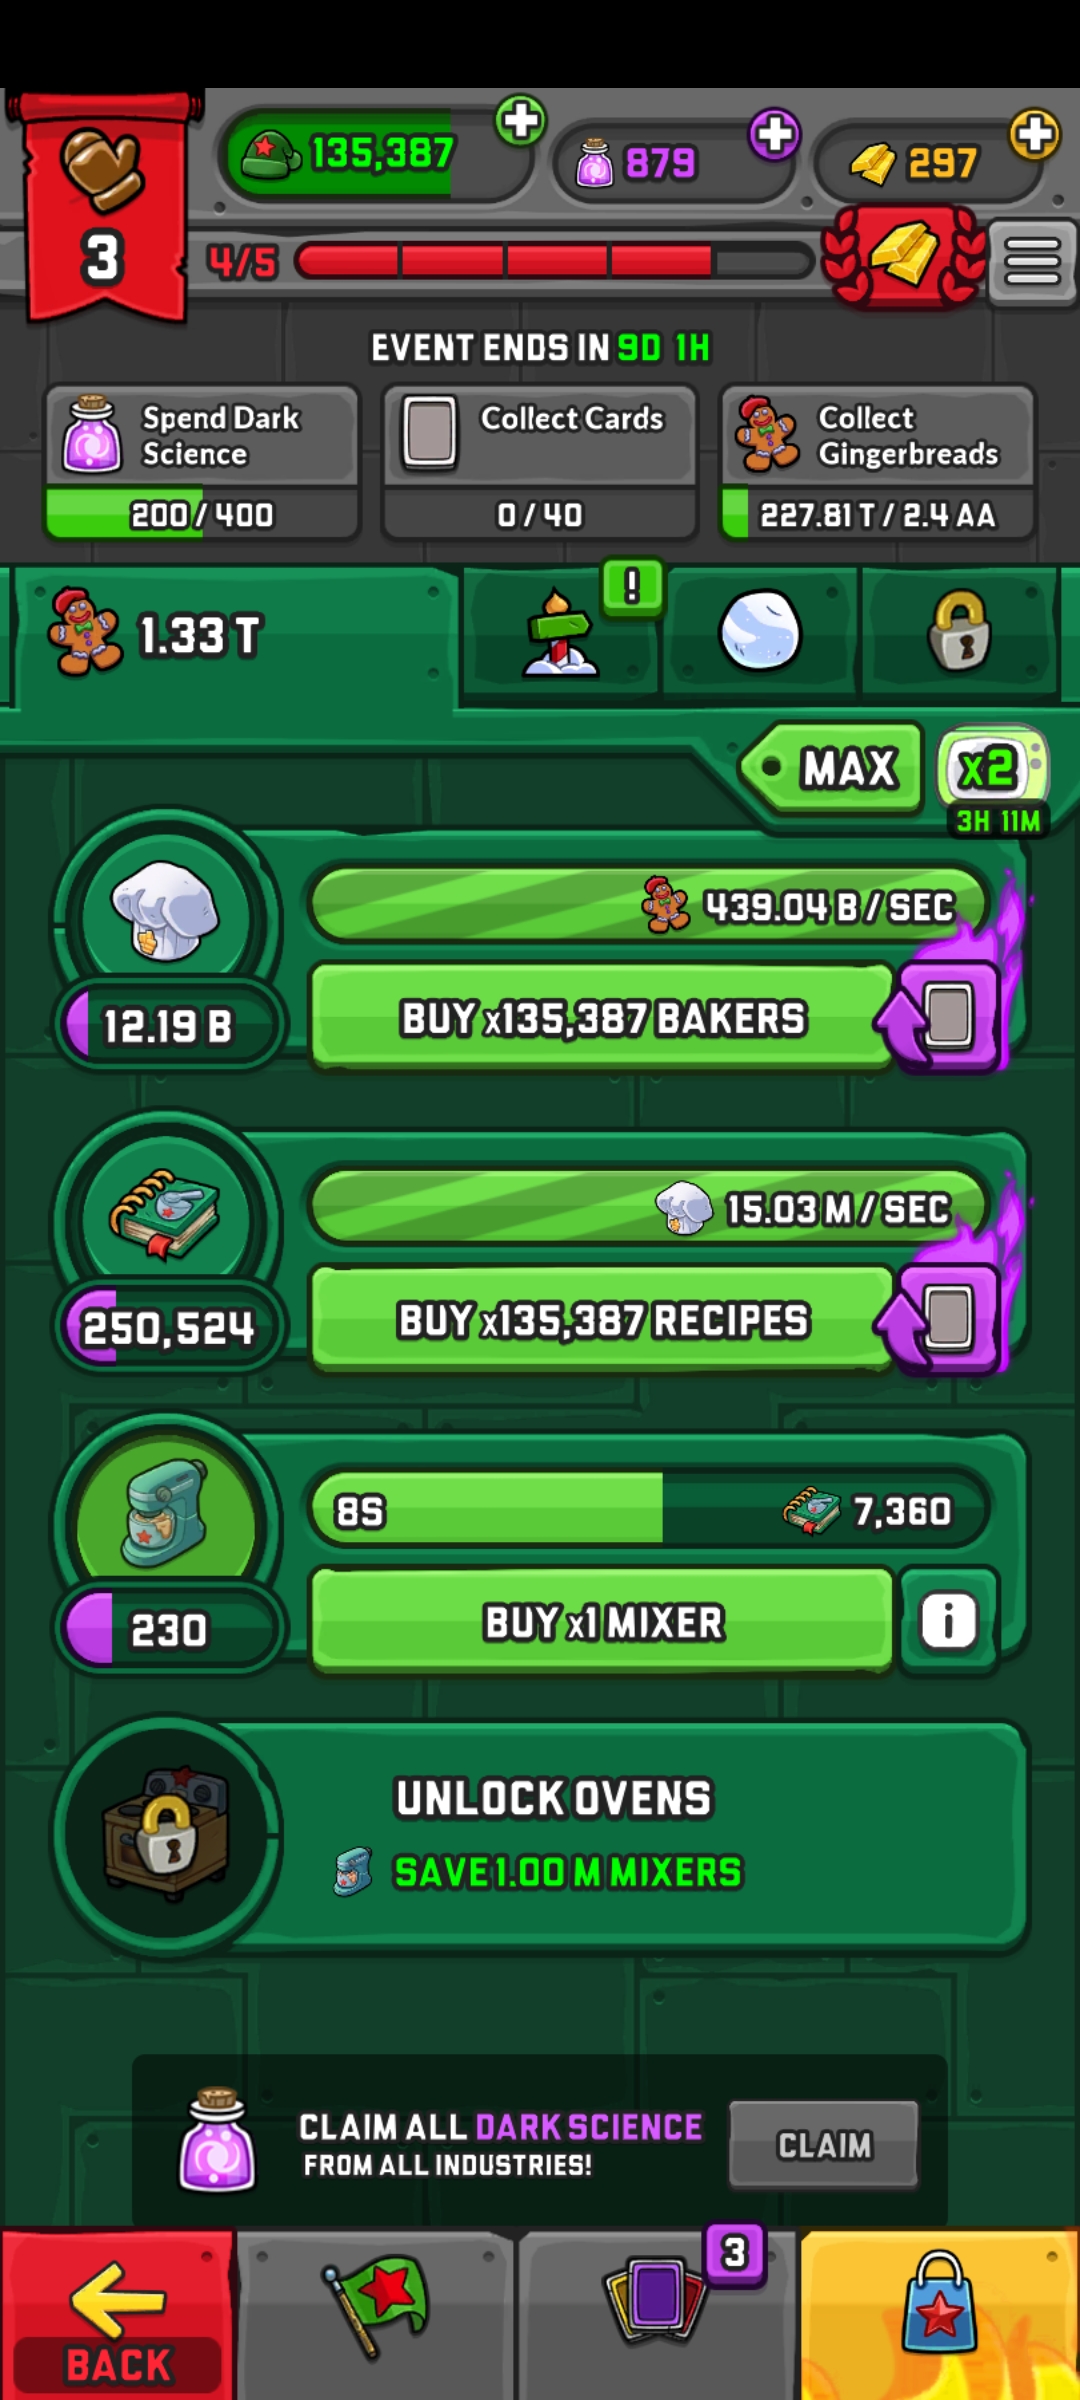 135,387
879
297
3
4/5
EVENT ENDS IN 9D 1H
Spend Dark
Science
200/400
Collect Cards
0/40
Collect
Gingerbreads
227.81 T / 2.4 AA
1.33 T
!
MAX
x2
3H 11M
439.04 B / SEC
12.19 B
BUY x135,387 BAKERS
15.03 M / SEC
250,524
BUY x135,387 RECIPES
8S
7,360
230
BUY x1 MIXER
i
UNLOCK OVENS
SAVE 1.00 M MIXERS
CLAIM ALL DARK SCIENCE
FROM ALL INDUSTRIES!
CLAIM
3
BACK